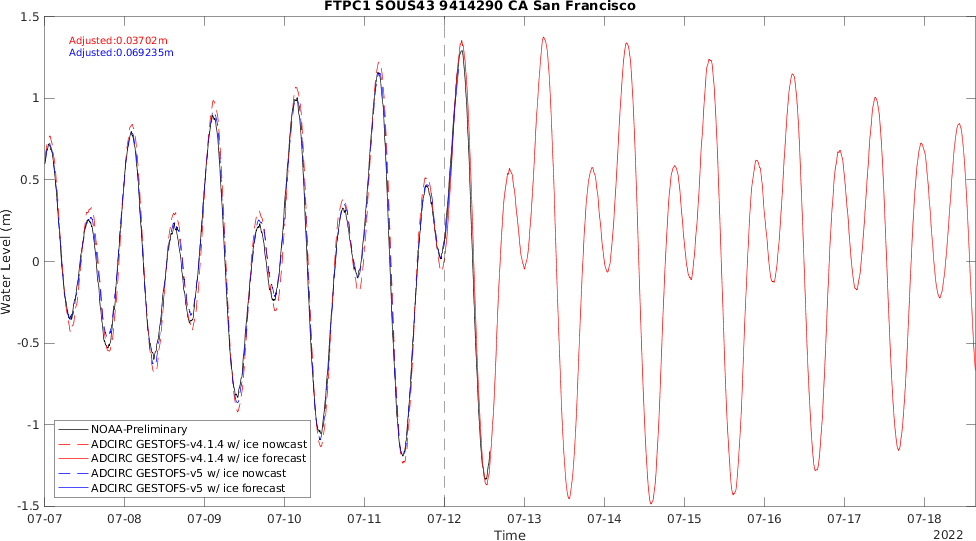 FTPC1 SOUS43 9414290 CA San Francisco
1.5
1
0.5
0
-0.5
-1
-1.5
Water Level (m)
Adjusted:0.03702m
Adjusted:0.069235m
NOAA-Preliminary
ADCIRC GESTOFS-v4.1.4 w/ ice nowcast
ADCIRC GESTOFS-v4.1.4 w/ ice forecast
ADCIRC GESTOFS-v5 w/ ice nowcast
ADCIRC GESTOFS-v5 w/ ice forecast
07-07 07-08 07-09 07-10 07-11 07-12 07-13 07-14 07-15 07-16 07-17 07-18
Time
2022